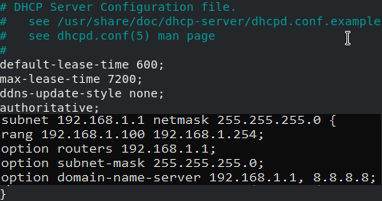 # DHCP Server Configuration file.
#   see /usr/share/doc/dhcp-server/dhcpd.conf.example
#   see dhcpd.conf(5) man page
#
default-lease-time 600;
max-lease-time 7200;
ddns-update-style none;
authoritative;
subnet 192.168.1.1 netmask 255.255.255.0 {
rang 192.168.1.100 192.168.1.254;
option routers 192.168.1.1;
option subnet-mask 255.255.255.0;
option domain-name-server 192.168.1.1, 8.8.8.8;
}